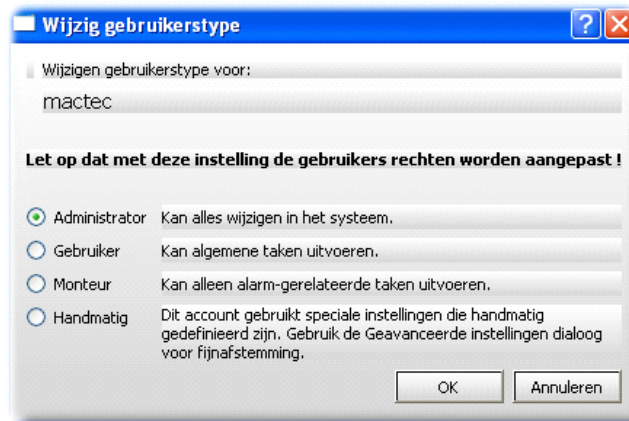 Wijzig gebruikerstype
Wijzigen gebruikerstype voor:
mactec
Let op dat met deze instelling de gebruikers rechten worden aangepast !
Administrator Kan alles wijzigen in het systeem.
Gebruiker Kan algemene taken uitvoeren.
Monteur Kan alleen alarm-gerelateerde taken uitvoeren.
Handmatig Dit account gebruikt speciale instellingen die handmatig
gedefinieerd zijn. Gebruik de Geavanceerde instellingen dialoog
voor fijnafstemming.
OK Annuleren